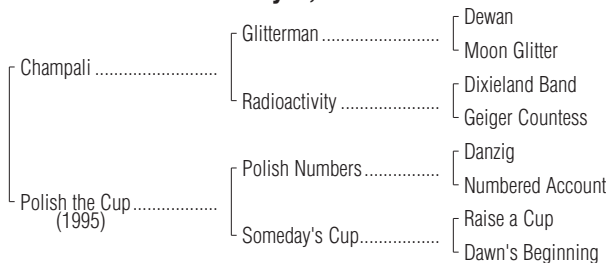 Dewan
Glitterman ........................
Moon Glitter
Champali .........................
Dixieland Band
Radioactivity ....................
Geiger Countess
Danzig
Polish Numbers ...............
Numbered Account
Polish the Cup .................
(1995)
Raise a Cup
Someday's Cup ................
Dawn's Beginning